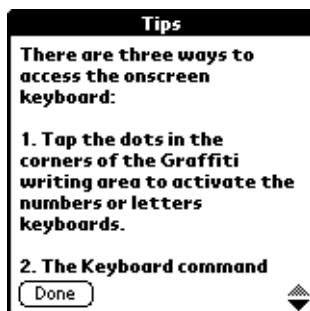 Tips
There are three ways to
access the onscreen
keyboard:
1. Tap the dots in the
corners of the Graffiti
writing area to activate the
numbers or letters
keyboards.
2. The Keyboard command
Done